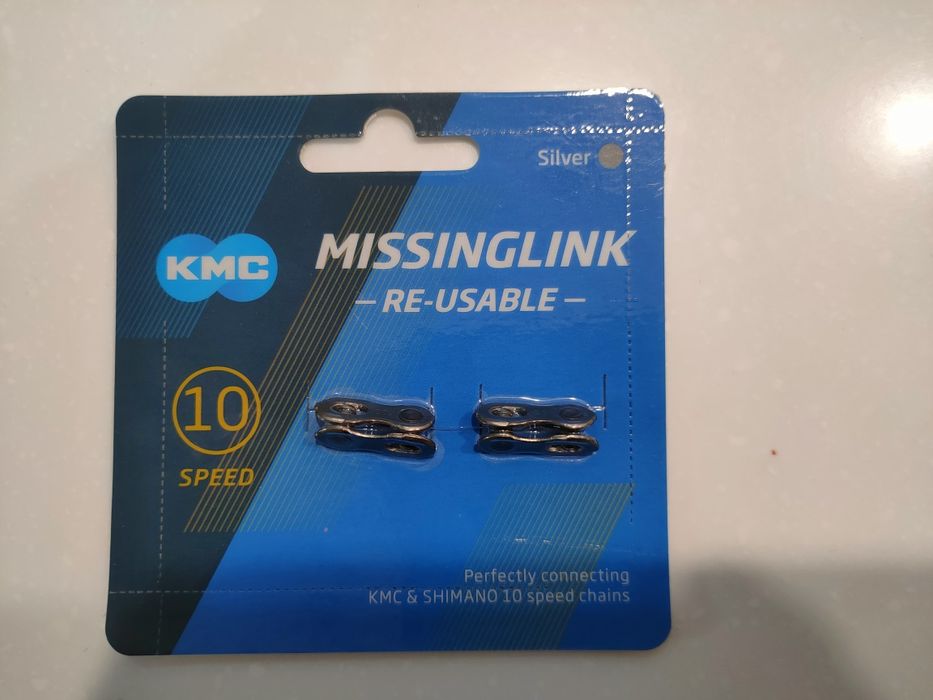 Silver
KMC
MISSINGLINK
– RE-USABLE –
10
SPEED
Perfectly connecting
KMC & SHIMANO 10 speed chains